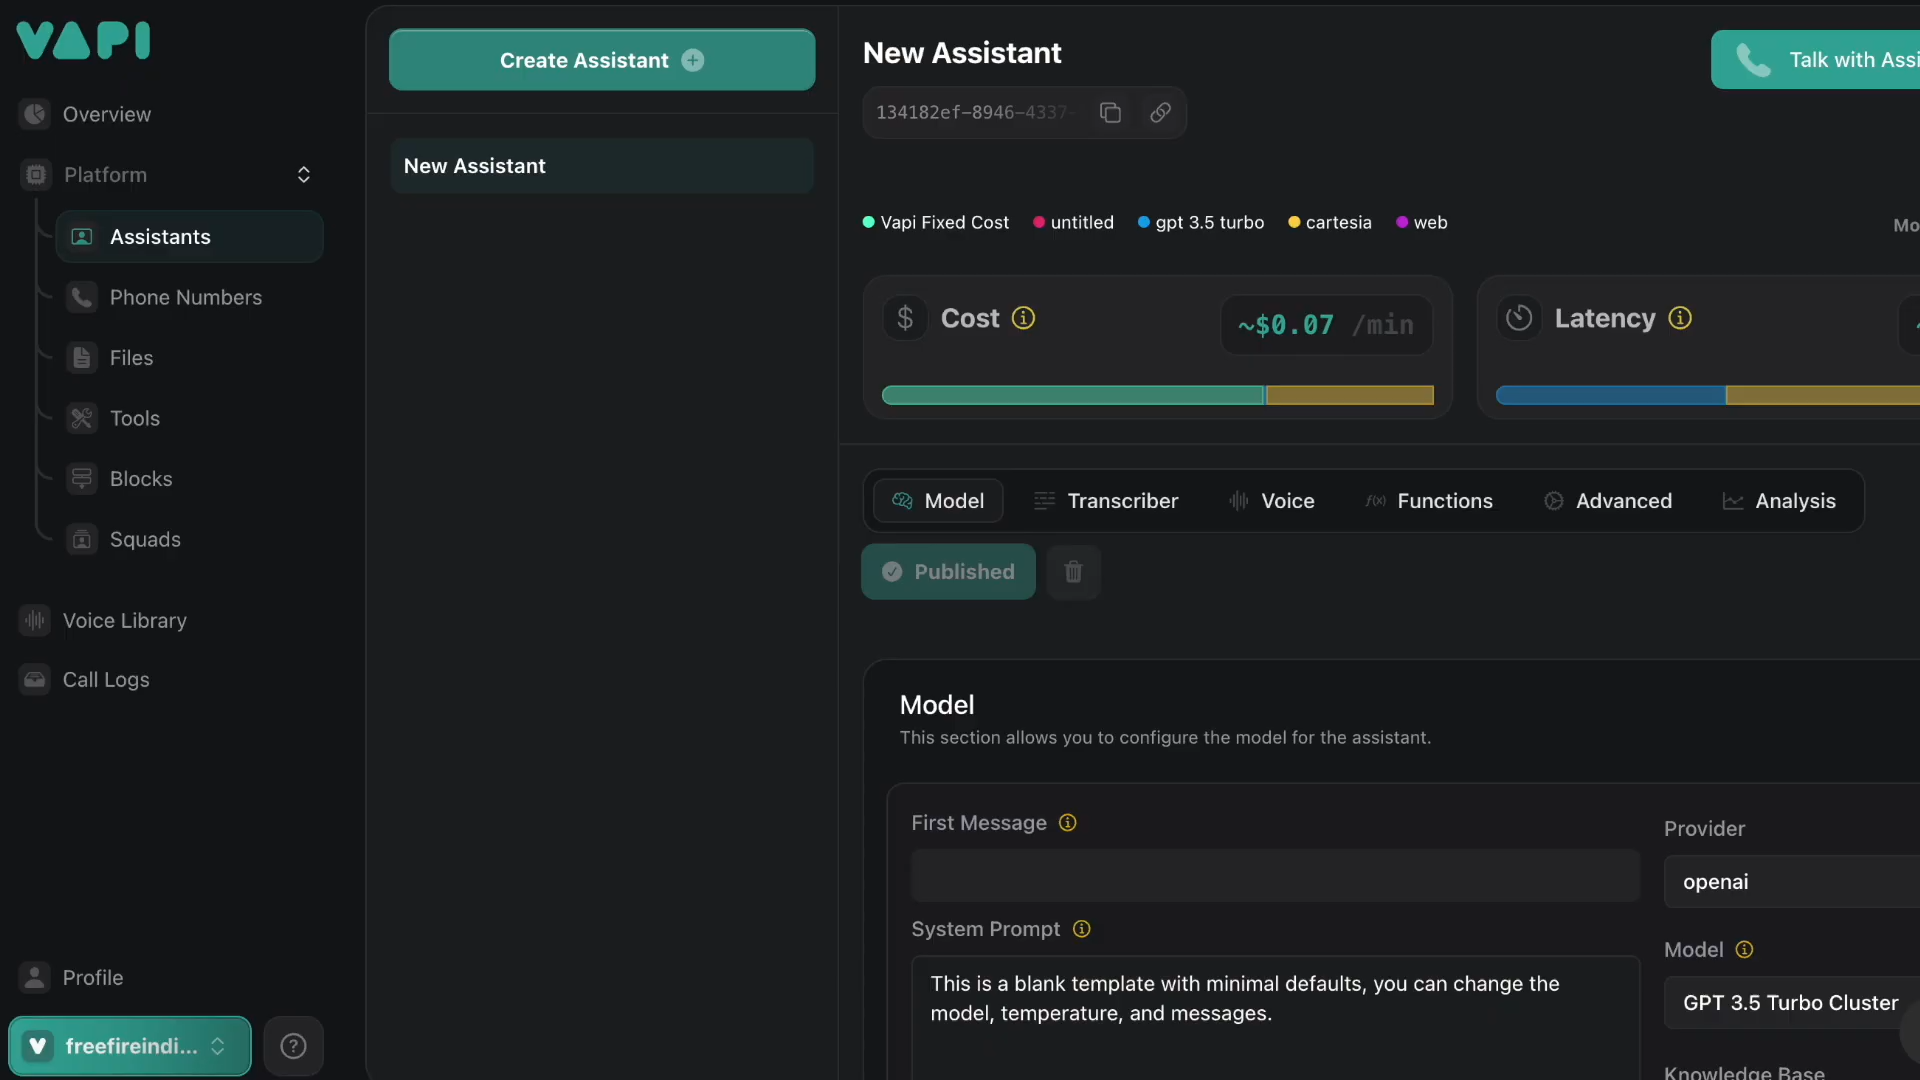 VAPI
Overview
Platform
Assistants
Phone Numbers
Files
Tools
Blocks
Squads
Voice Library
Call Logs
Profile
freefireindi...
Create Assistant
New Assistant
New Assistant
134182ef-8946-4337-
Talk with Assi
Vapi Fixed Cost untitled gpt 3.5 turbo cartesia web
Mo
Cost ~$0.07 /min
Latency
Model Transcriber Voice Functions Advanced Analysis
Published
Model
This section allows you to configure the model for the assistant.
First Message
System Prompt
This is a blank template with minimal defaults, you can change the
model, temperature, and messages.
Provider
openai
Model
GPT 3.5 Turbo Cluster
Knowledge Base